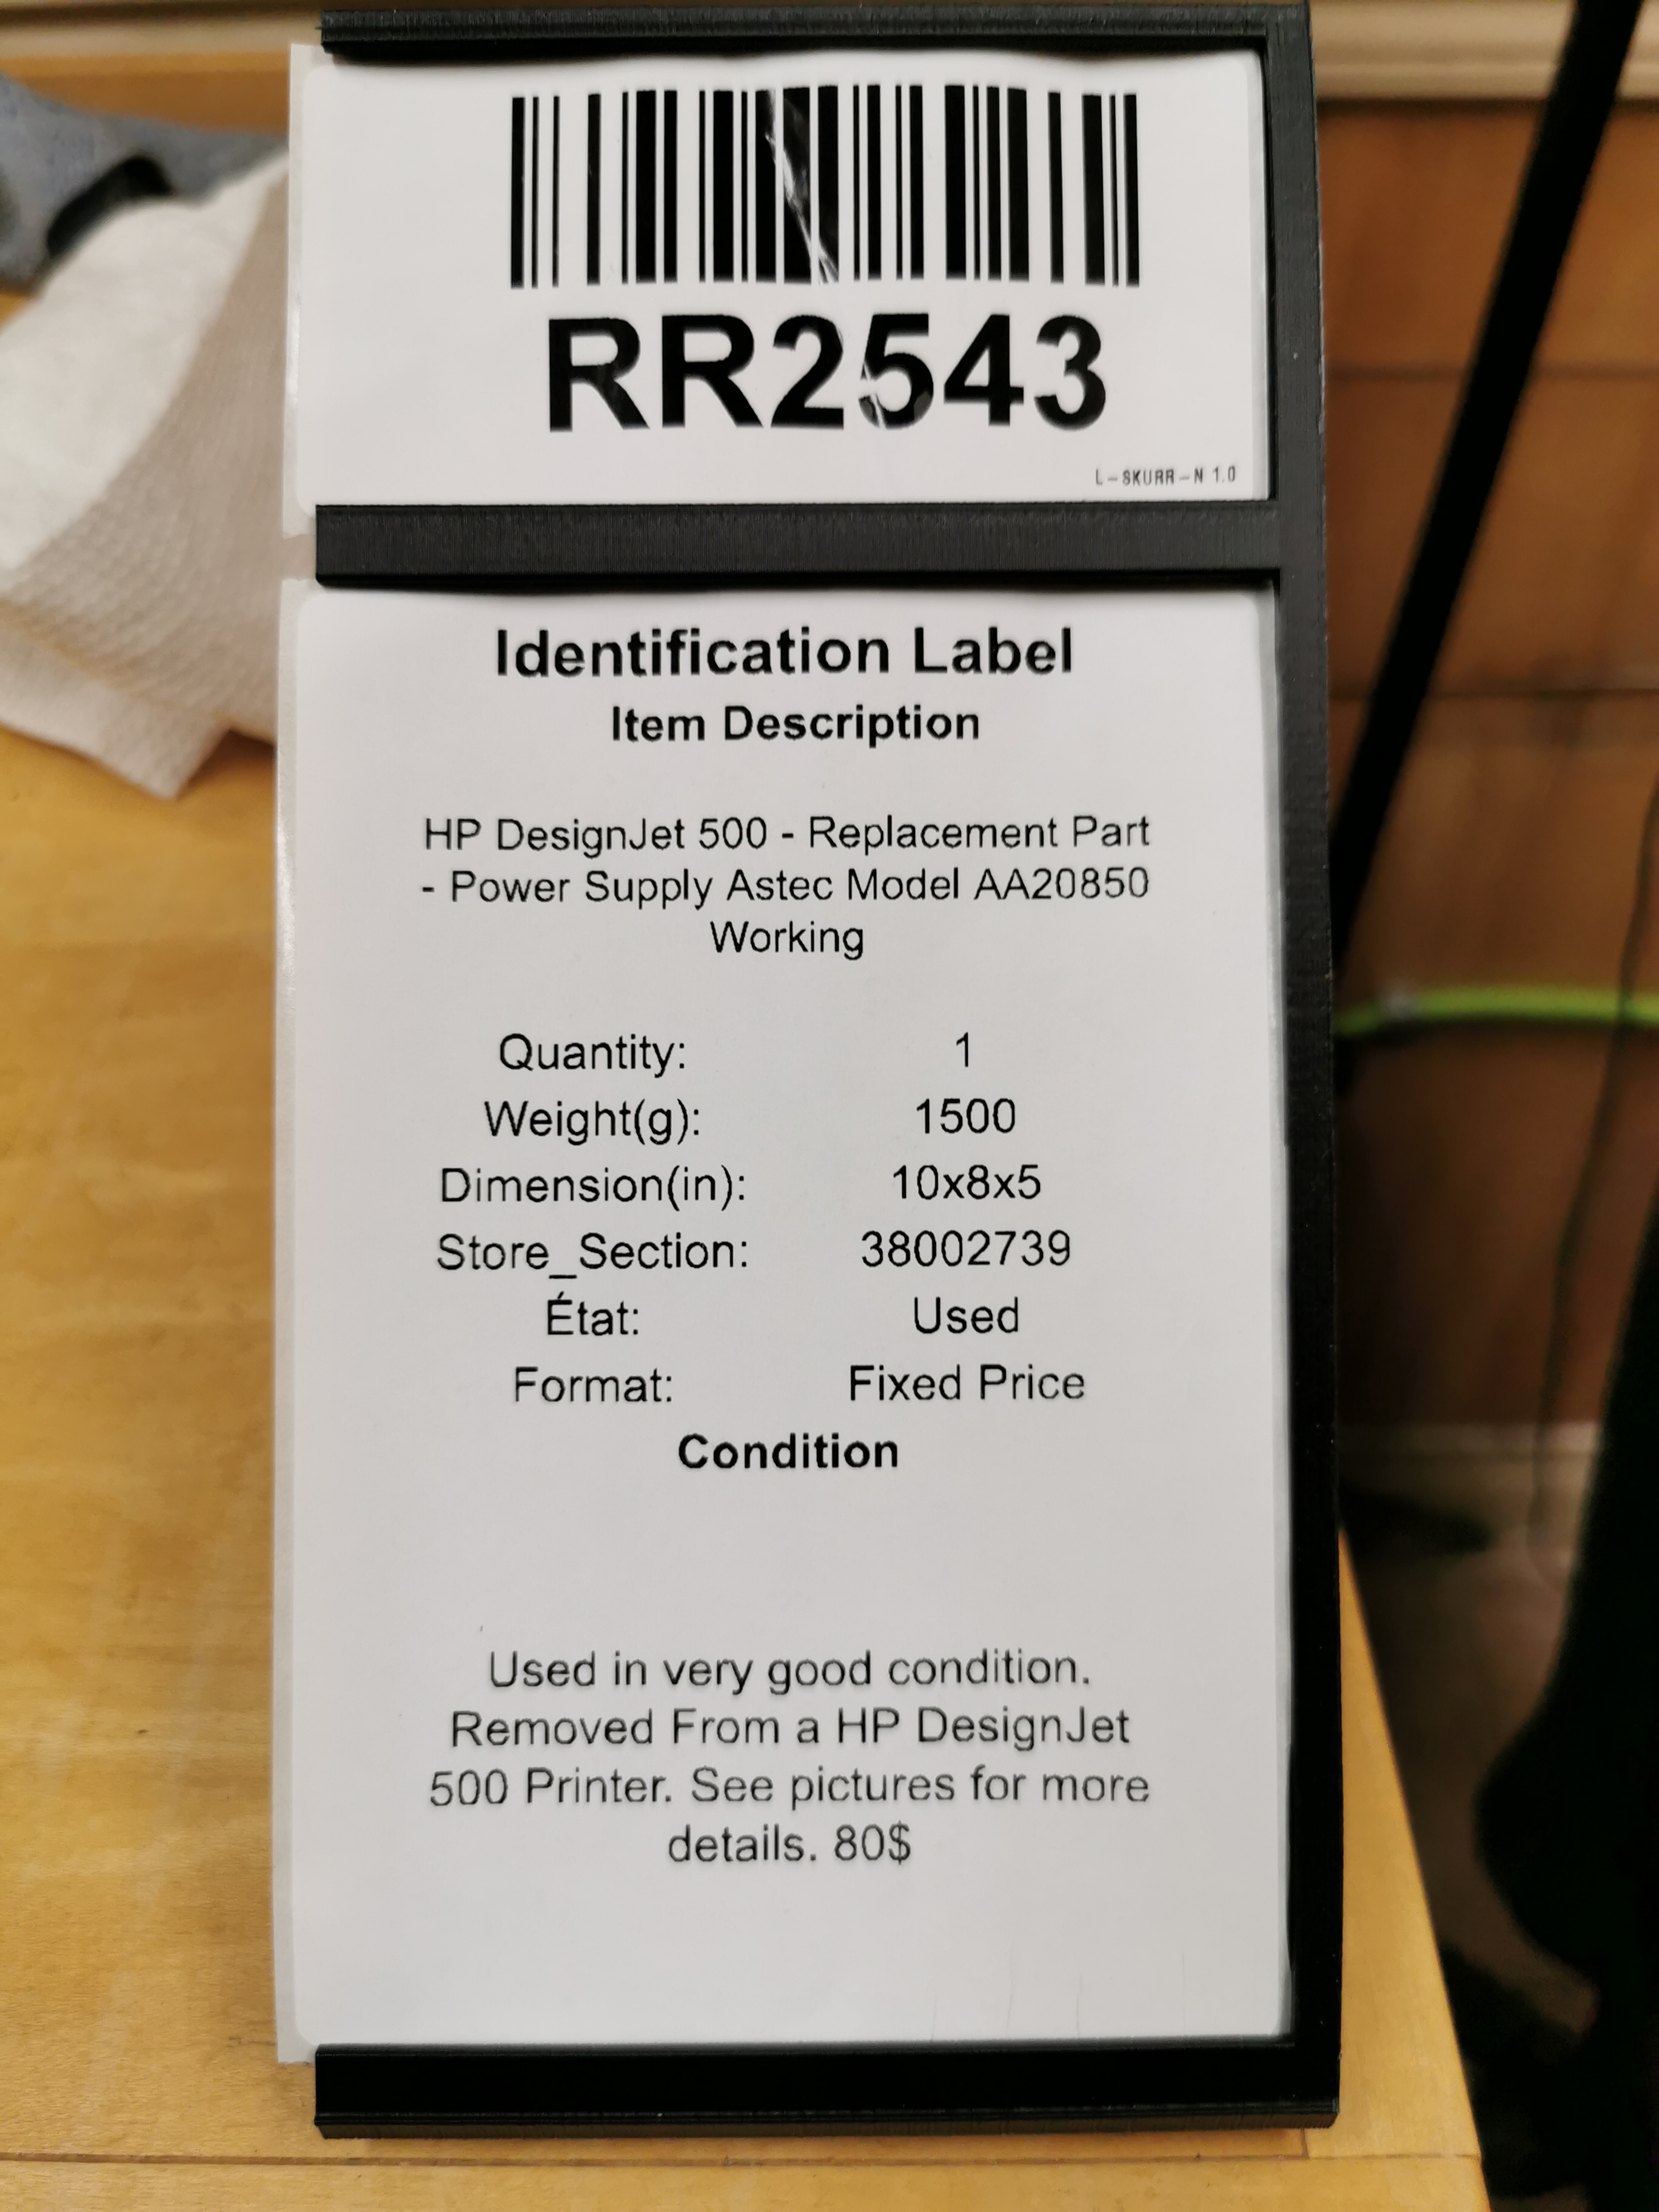 RR2543
L-SKURR-N 1.0
Identification Label
Item Description
HP DesignJet 500 - Replacement Part
- Power Supply Astec Model AA20850
Working
Quantity: 1
Weight(g): 1500
Dimension(in): 10x8x5
Store_Section: 38002739
État: Used
Format: Fixed Price
Condition
Used in very good condition.
Removed From a HP DesignJet
500 Printer. See pictures for more
details. 80$